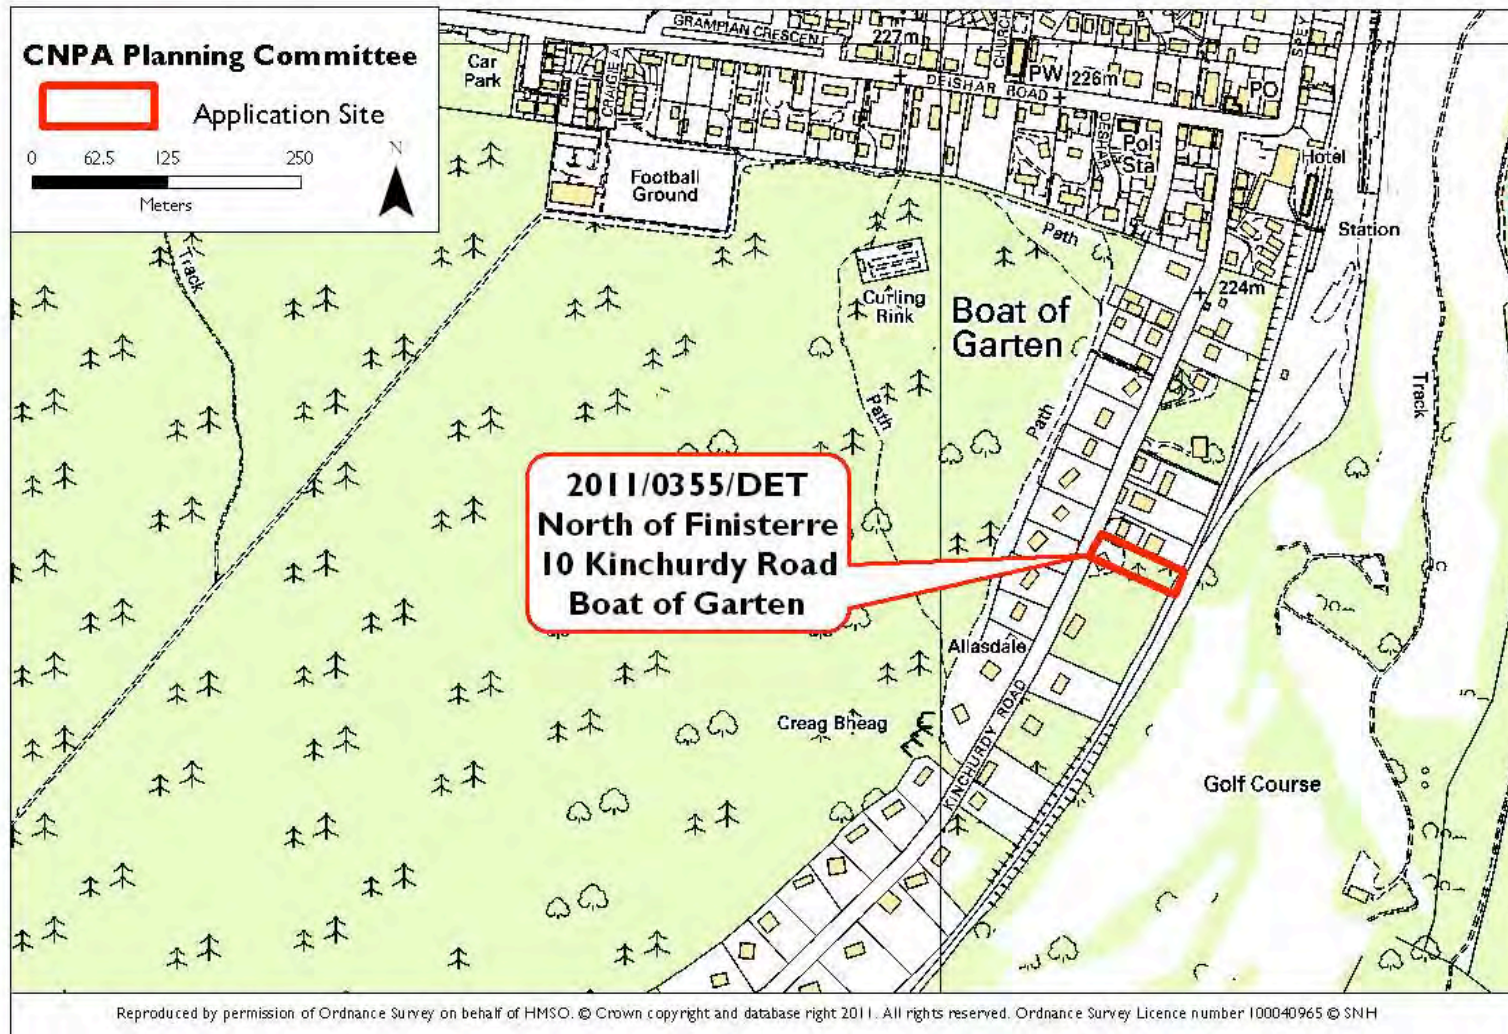 CNPA Planning Committee
Application Site
0 62.5 125 250
Meters
N
Car
Park
GRAMPIAN CRESCENT
227m
CHURCH
PW
226m
DEISHAR ROAD
SPEY
PO
CRAIGIE
Football
Ground
DEISHAR
Pol
Sta
Hotel
Station
Track
Path
224m
Curling
Rink
Boat of
Garten
Path
Path
Track
2011/0355/DET
North of Finisterre
10 Kinchurdy Road
Boat of Garten
Allasdale
Creag Bheag
KINCHURDY ROAD
Golf Course
Reproduced by permission of Ordnance Survey on behalf of HMSO. © Crown copyright and database right 2011. All rights reserved. Ordnance Survey Licence number 100040965 © SNH